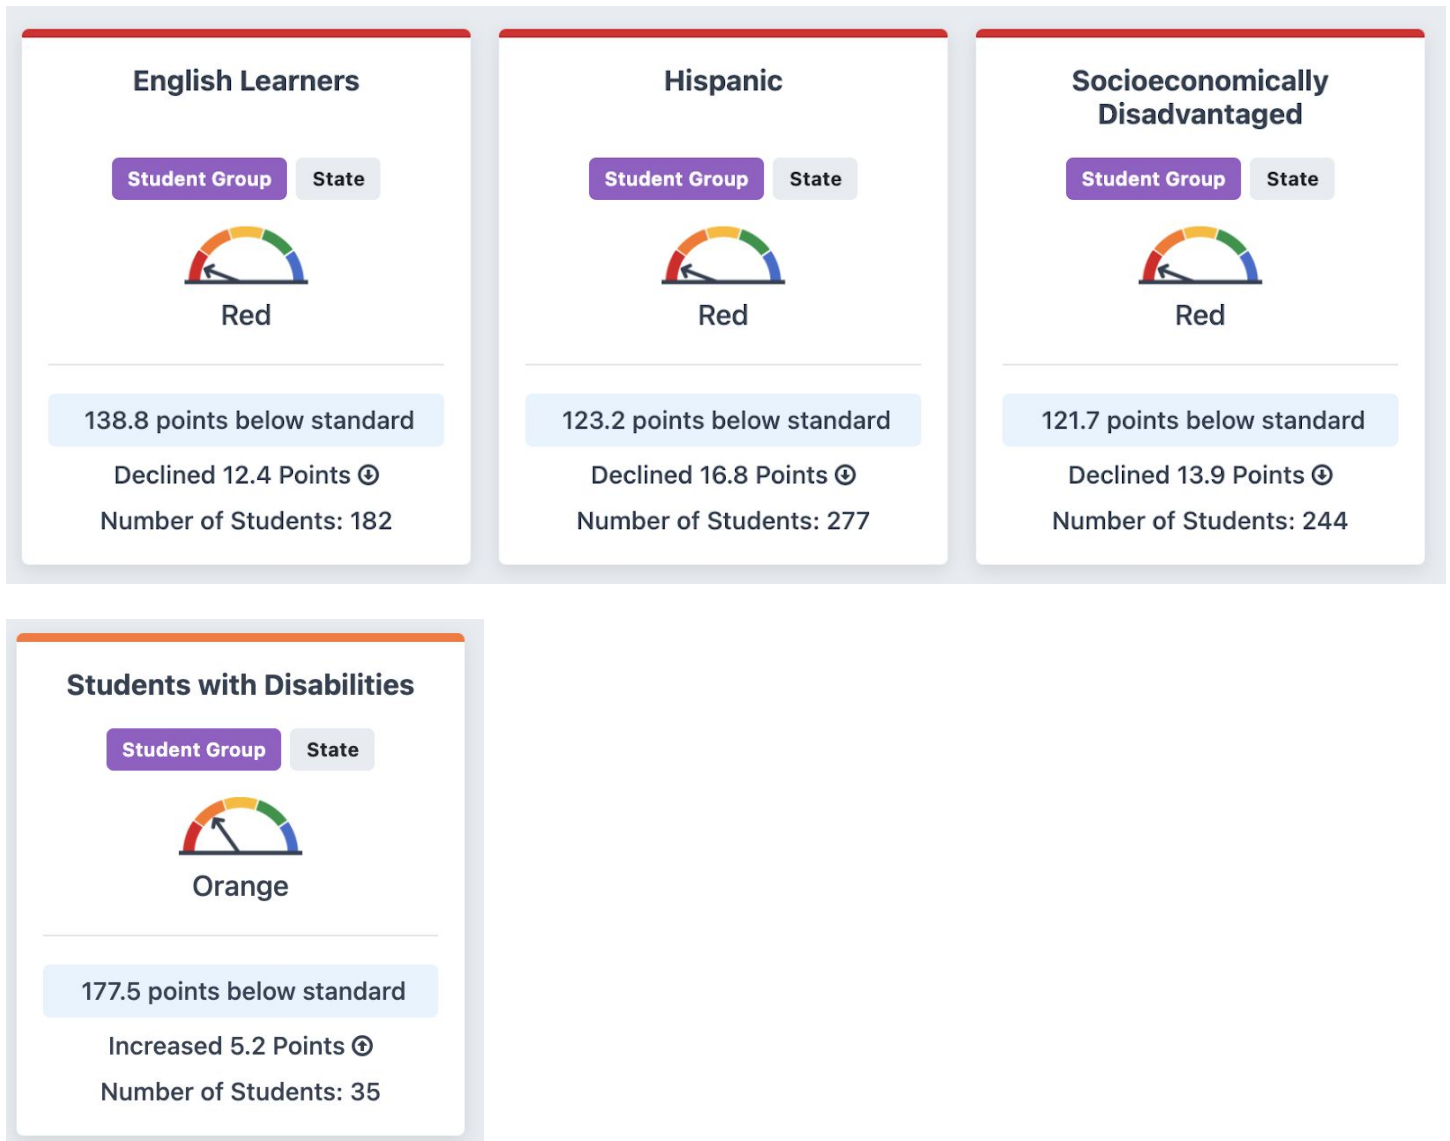 English Learners
Student Group State
Red
138.8 points below standard
Declined 12.4 Points
Number of Students: 182
Hispanic
Student Group State
Red
123.2 points below standard
Declined 16.8 Points
Number of Students: 277
Socioeconomically
Disadvantaged
Student Group State
Red
121.7 points below standard
Declined 13.9 Points
Number of Students: 244
Students with Disabilities
Student Group State
Orange
177.5 points below standard
Increased 5.2 Points
Number of Students: 35